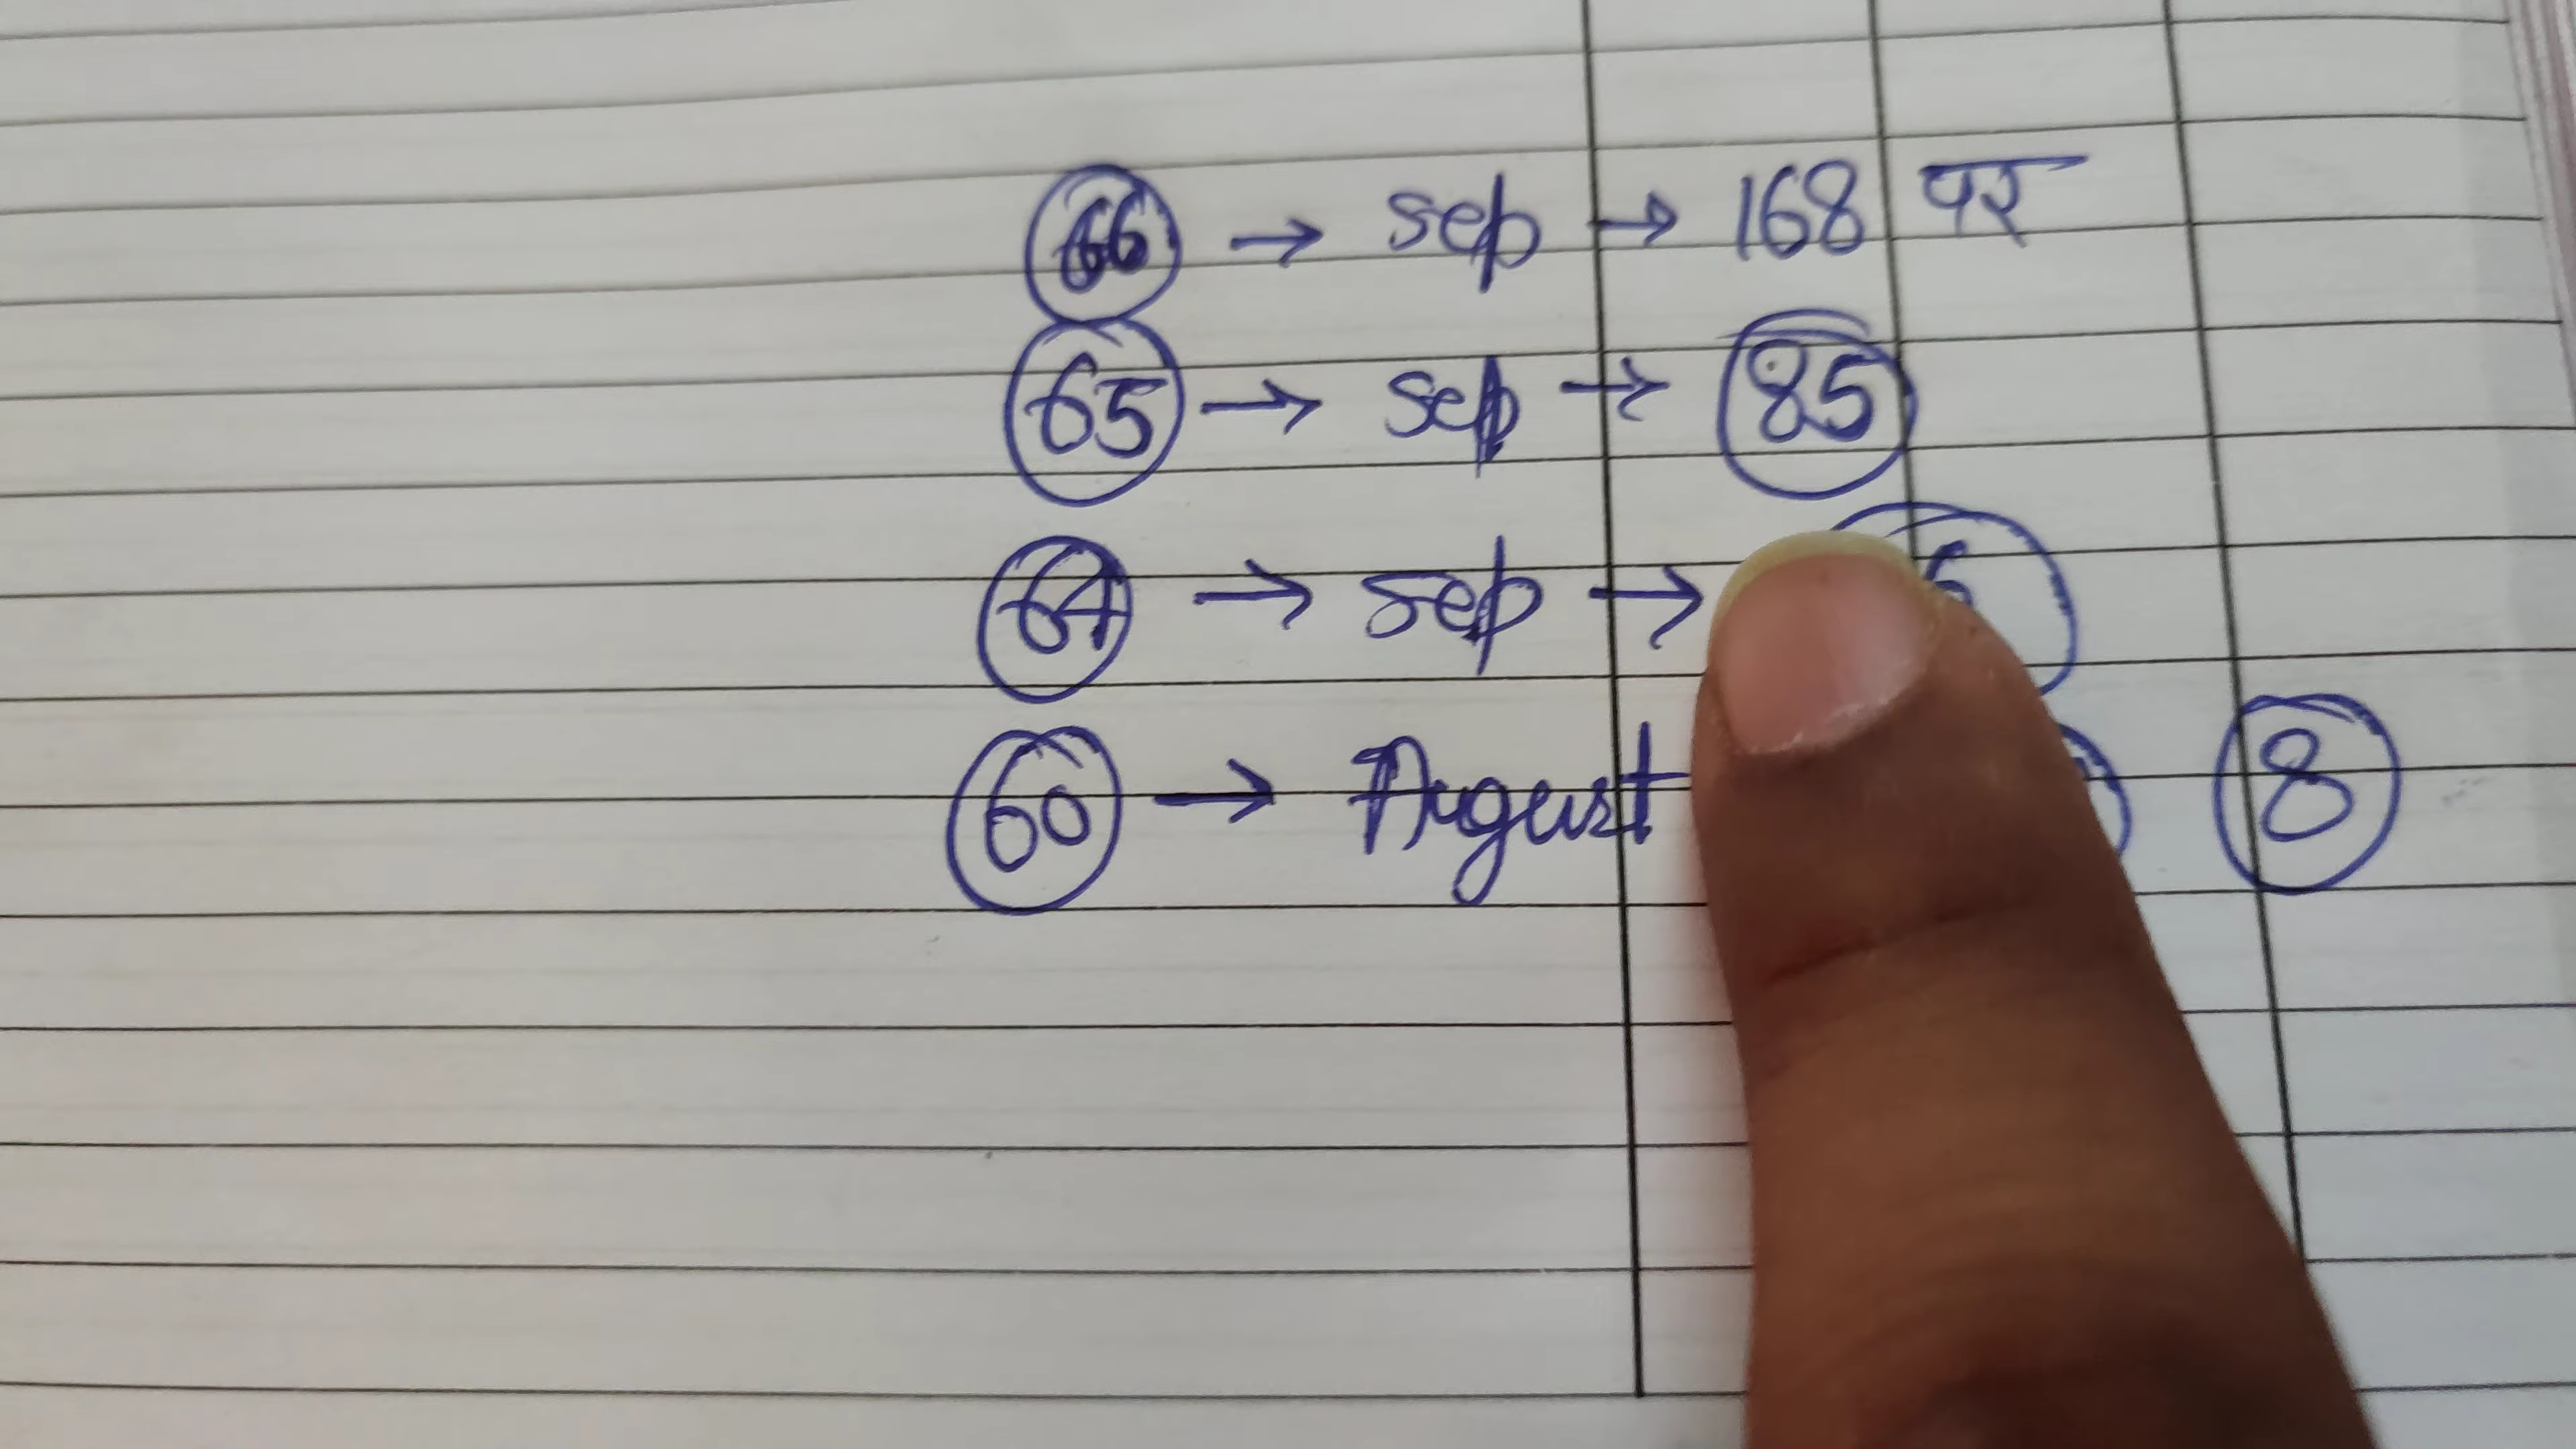 66 → sep → 168 पर
65 → sep → 85
64 → sep →
60 → August 8